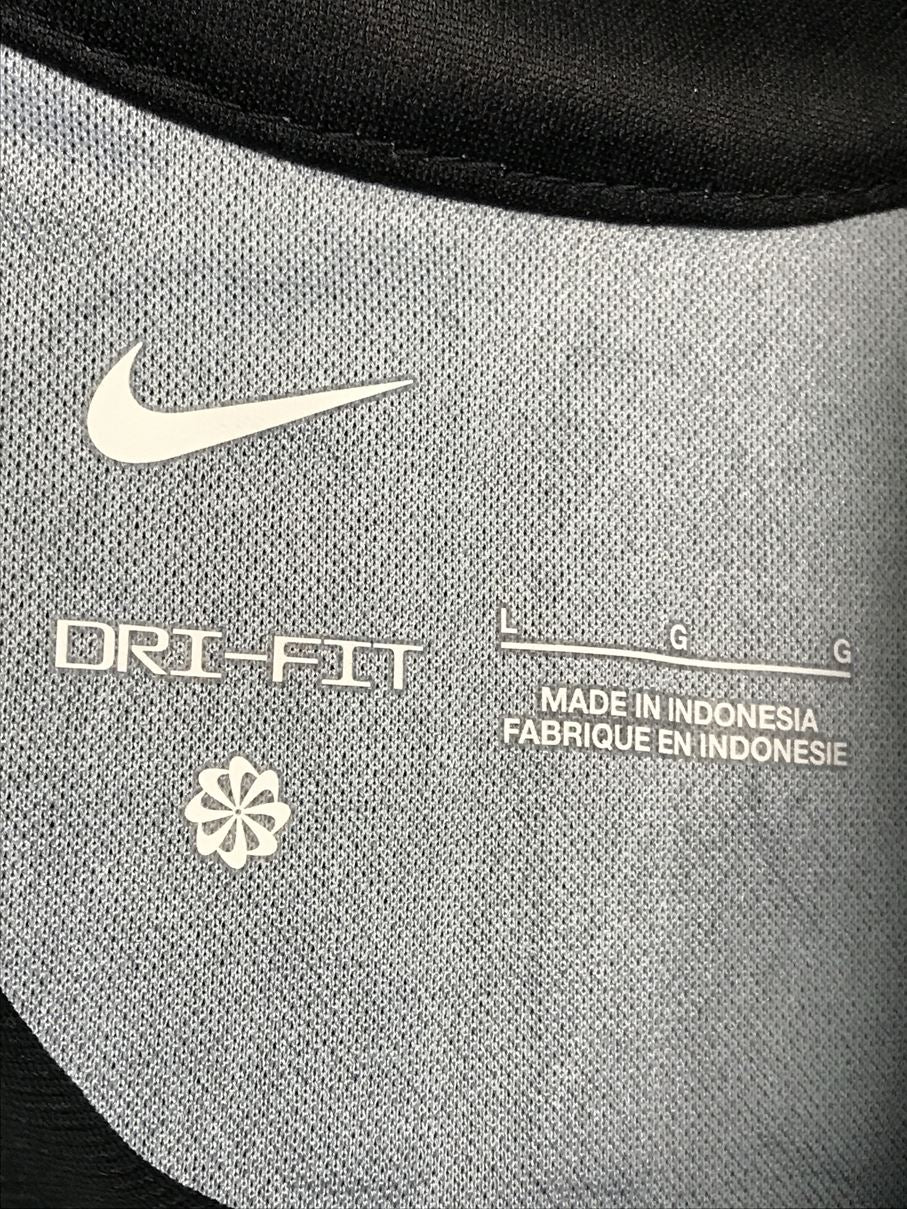 DRI-FIT
L G G
MADE IN INDONESIA
FABRIQUE EN INDONESIE